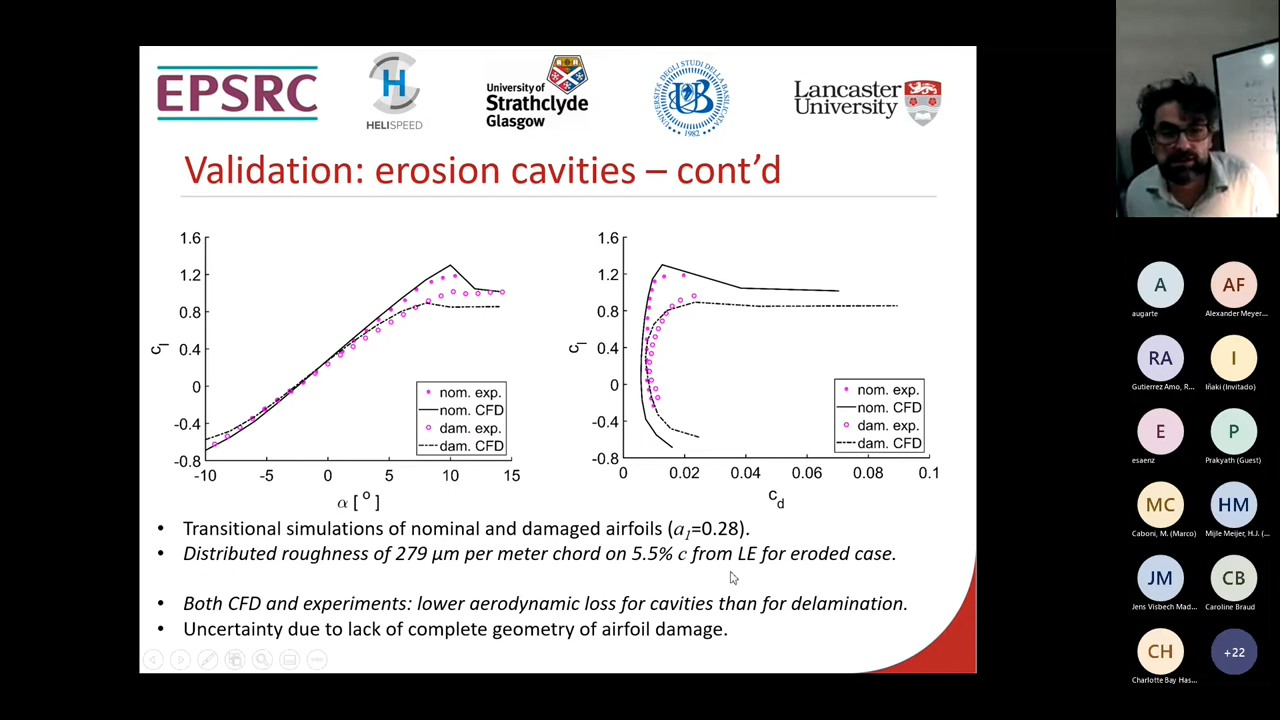 EPSRC
HELISPEED
University of
Strathclyde
Glasgow
UNIVERSITÀ DEGLI STUDI DELLA BASILICATA
1982
Lancaster
University
Validation: erosion cavities – cont’d
1.6
1.2
0.8
0.4
0
-0.4
-0.8
c_l
-10
-5
0
5
10
15
α [ º ]
nom. exp.
nom. CFD
dam. exp.
dam. CFD
1.6
1.2
0.8
0.4
0
-0.4
-0.8
c_l
0
0.02
0.04
0.06
0.08
0.1
c_d
nom. exp.
nom. CFD
dam. exp.
dam. CFD
• Transitional simulations of nominal and damaged airfoils (a₁=0.28).
• Distributed roughness of 279 μm per meter chord on 5.5% c from LE for eroded case.
• Both CFD and experiments: lower aerodynamic loss for cavities than for delamination.
• Uncertainty due to lack of complete geometry of airfoil damage.
A
augarte
AF
Alexander Meyer...
RA
Gutierrez Amo, R...
I
Iñaki (Invitado)
E
esaenz
P
Prakyath (Guest)
MC
Caboni, M. (Marco)
HM
Mijle Meijer, H.J. (...
JM
Jens Visbech Mad...
CB
Caroline Braud
CH
Charlotte Bay Has...
+22